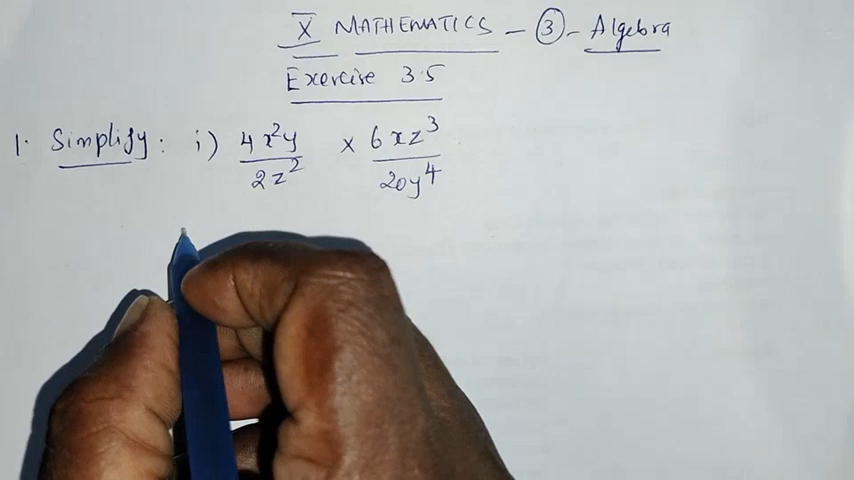 X MATHEMATICS - ③ - Algebra
Exercise 3.5
1. Simplify: i) 4x²y/2z² × 6xz³/20y⁴